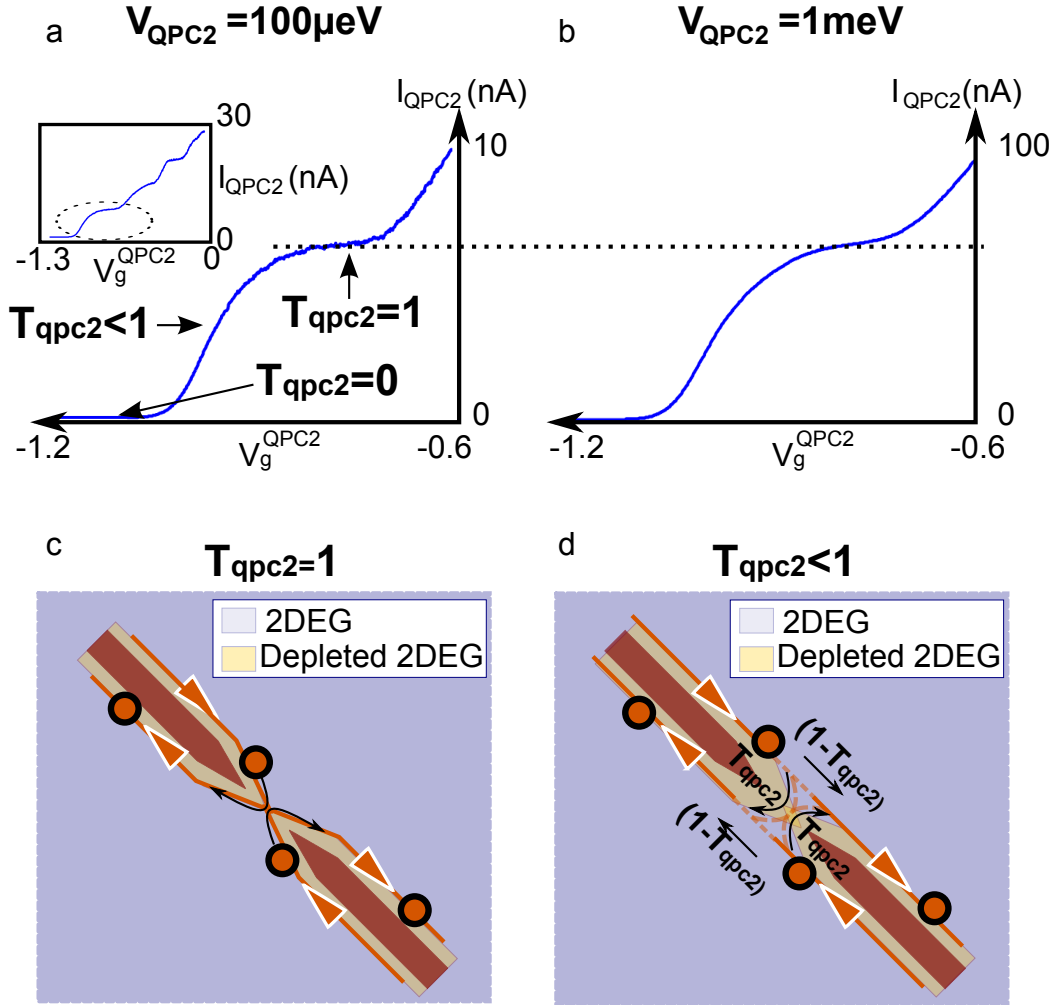 a
V_QPC2 =100μeV
b
V_QPC2 =1meV
I_QPC2(nA)
10
30
I_QPC2(nA)
0
-1.3
V_g^QPC2
0
T_qpc2<1
T_qpc2=1
T_qpc2=0
0
-1.2
V_g^QPC2
-0.6
I_QPC2(nA)
100
0
-1.2
V_g^QPC2
-0.6
c
T_qpc2=1
2DEG
Depleted 2DEG
d
T_qpc2<1
2DEG
Depleted 2DEG
(1-T_qpc2)
T_qpc2
(1-T_qpc2)
T_qpc2